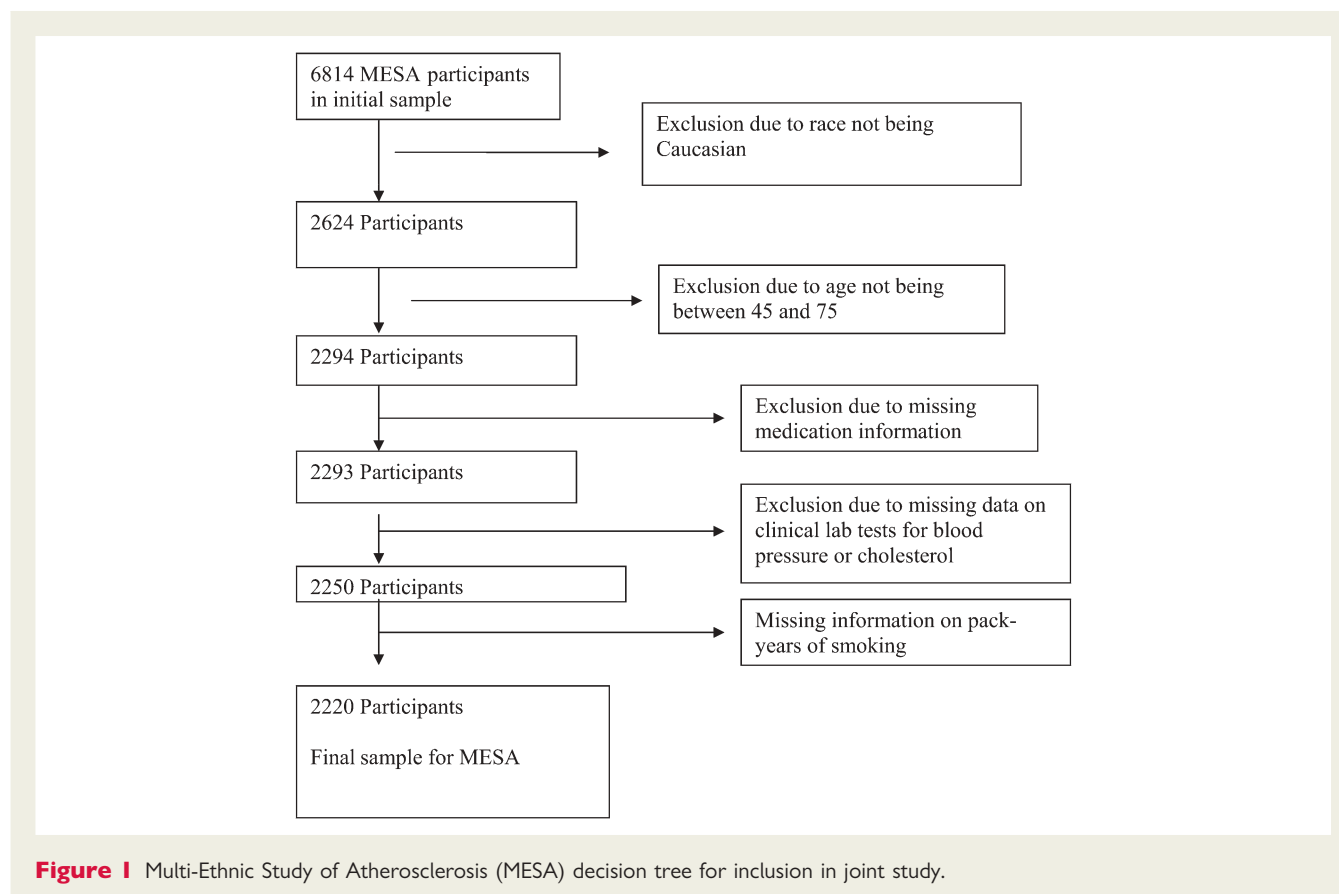 6814 MESA participants
in initial sample
Exclusion due to race not being
Caucasian
2624 Participants
Exclusion due to age not being
between 45 and 75
2294 Participants
Exclusion due to missing
medication information
2293 Participants
Exclusion due to missing data on
clinical lab tests for blood
pressure or cholesterol
2250 Participants
Missing information on pack-
years of smoking
2220 Participants
Final sample for MESA
Figure 1 Multi-Ethnic Study of Atherosclerosis (MESA) decision tree for inclusion in joint study.